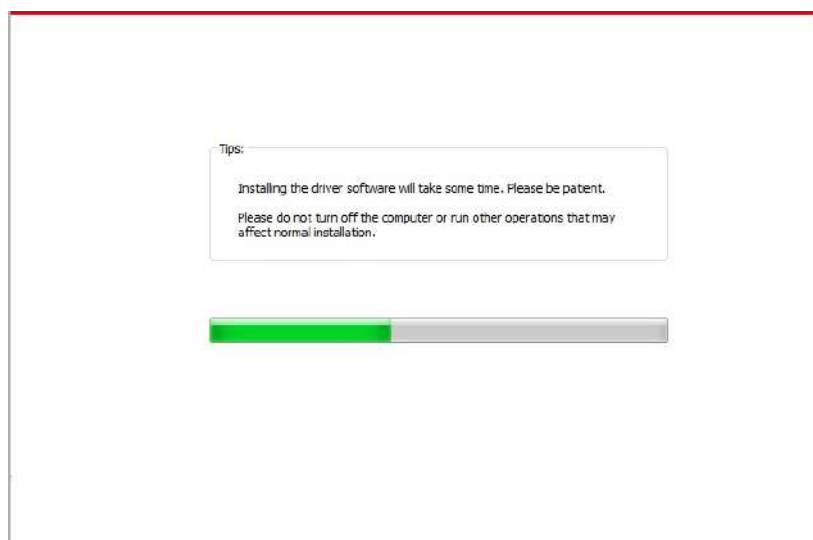 Tips:
Installing the driver software will take some time. Please be patient.
Please do not turn off the computer or run other operations that may
affect normal installation.